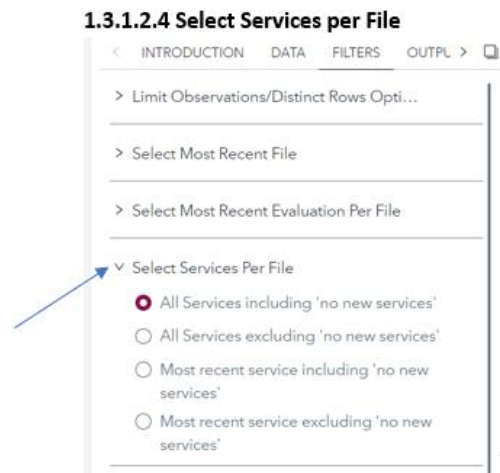 1.3.1.2.4 Select Services per File
< INTRODUCTION DATA FILTERS OUTPU >
> Limit Observations/Distinct Rows Opti...
> Select Most Recent File
> Select Most Recent Evaluation Per File
Select Services Per File
All Services including 'no new services'
All Services excluding 'no new services'
Most recent service including 'no new
services'
Most recent service excluding 'no new
services'